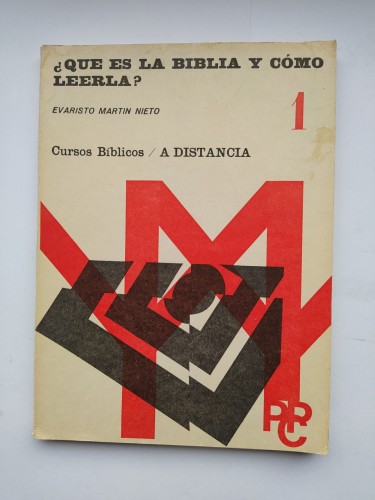 ¿QUE ES LA BIBLIA Y CÓMO
LEERLA?
EVARISTO MARTIN NIETO
1
Cursos Bíblicos / A DISTANCIA
PPC